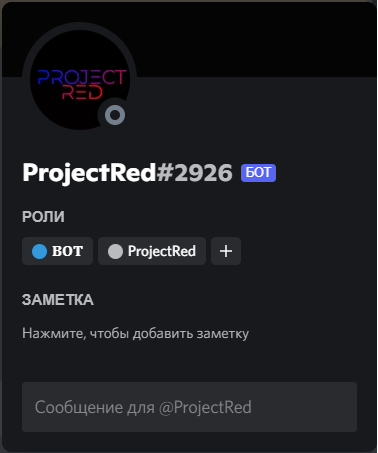 PROJECT
RED
ProjectRed#2926 БОТ
РОЛИ
BOT ProjectRed +
ЗАМЕТКА
Нажмите, чтобы добавить заметку
Сообщение для @ProjectRed